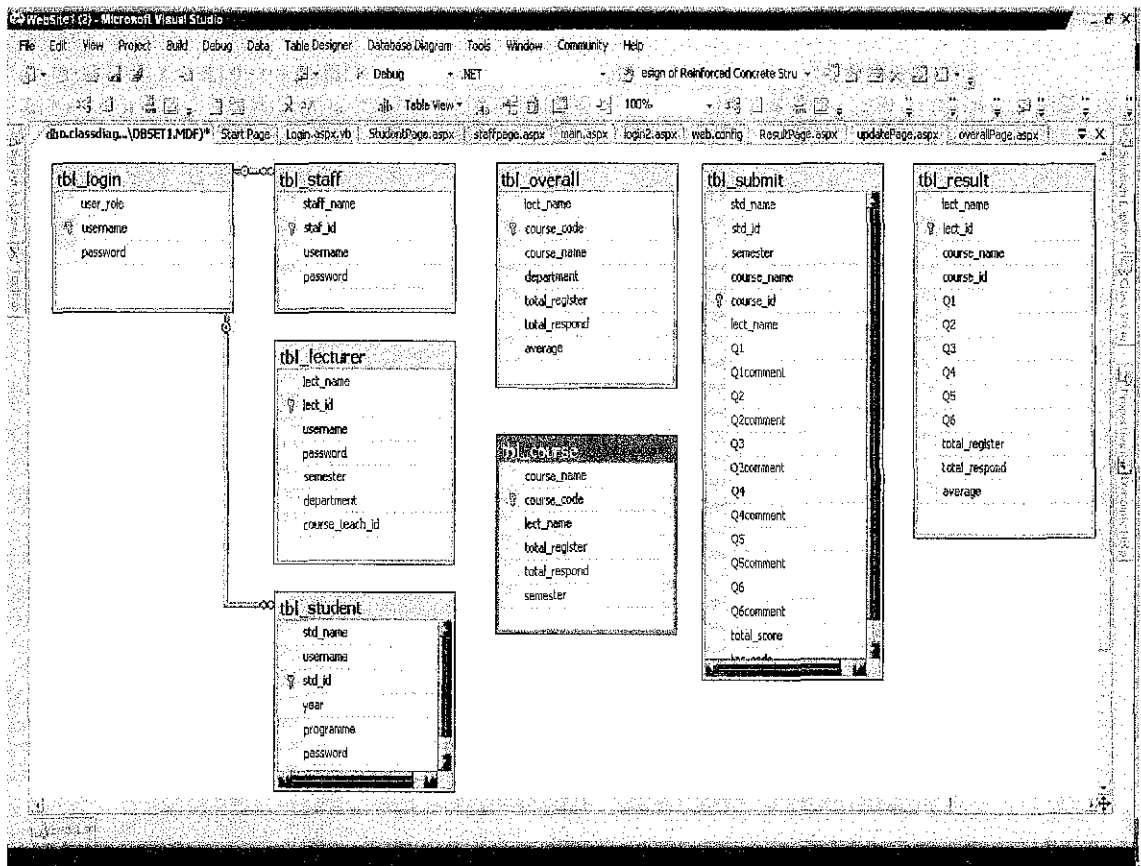 WebSite1 (2) - Microsoft Visual Studio
File Edit View Project Build Debug Data Table Designer Database Diagram Tools Window Community Help
Debug .NET esign of Reinforced Concrete Stru
Table View 100%
dbo.classdiag...\DBSET1.MDF)* Start Page Login.aspx.vb StudentPage.aspx staffpage.aspx main.aspx login2.aspx web.config ResultPage.aspx updatePage.aspx overallPage.aspx X
tbl_login
user_role
username
password
tbl_staff
staff_name
staf_id
username
password
tbl_lecturer
lect_name
lect_id
username
password
semester
department
course_teach_id
tbl_student
std_name
username
std_id
year
programme
password
tbl_overall
lect_name
course_code
course_name
department
total_register
total_respond
average
tbl_course
course_name
course_code
lect_name
total_register
total_respond
semester
tbl_submit
std_name
std_id
semester
course_name
course_id
lect_name
Q1
Q1comment
Q2
Q2comment
Q3
Q3comment
Q4
Q4comment
Q5
Q5comment
Q6
Q6comment
total_score
tbl_result
lect_name
lect_id
course_name
course_id
Q1
Q2
Q3
Q4
Q5
Q6
total_register
total_respond
average